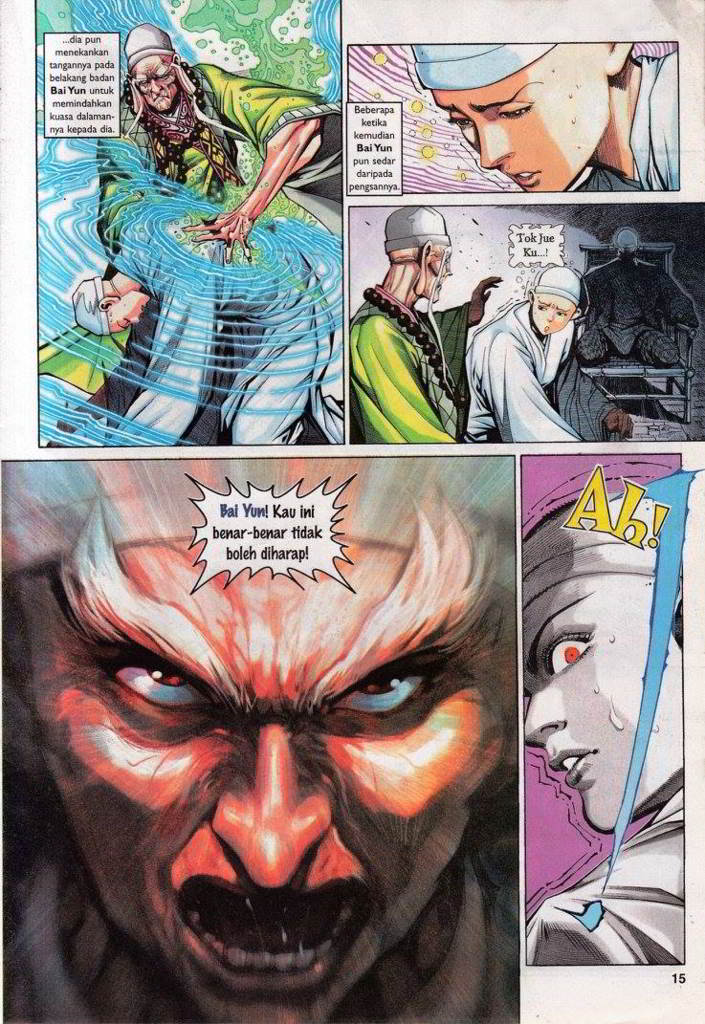 ...dia pun
menekankan
tangannya pada
belakang badan
Bai Yun untuk
memindahkan
kuasa dalaman-
nya kepada dia.
Beberapa
ketika
kemudian
Bai Yun
pun sedar
daripada
pengsannya.
Tok Jue
Ku...!
Bai Yun! Kau ini
benar-benar tidak
boleh diharap!
Ah!
15